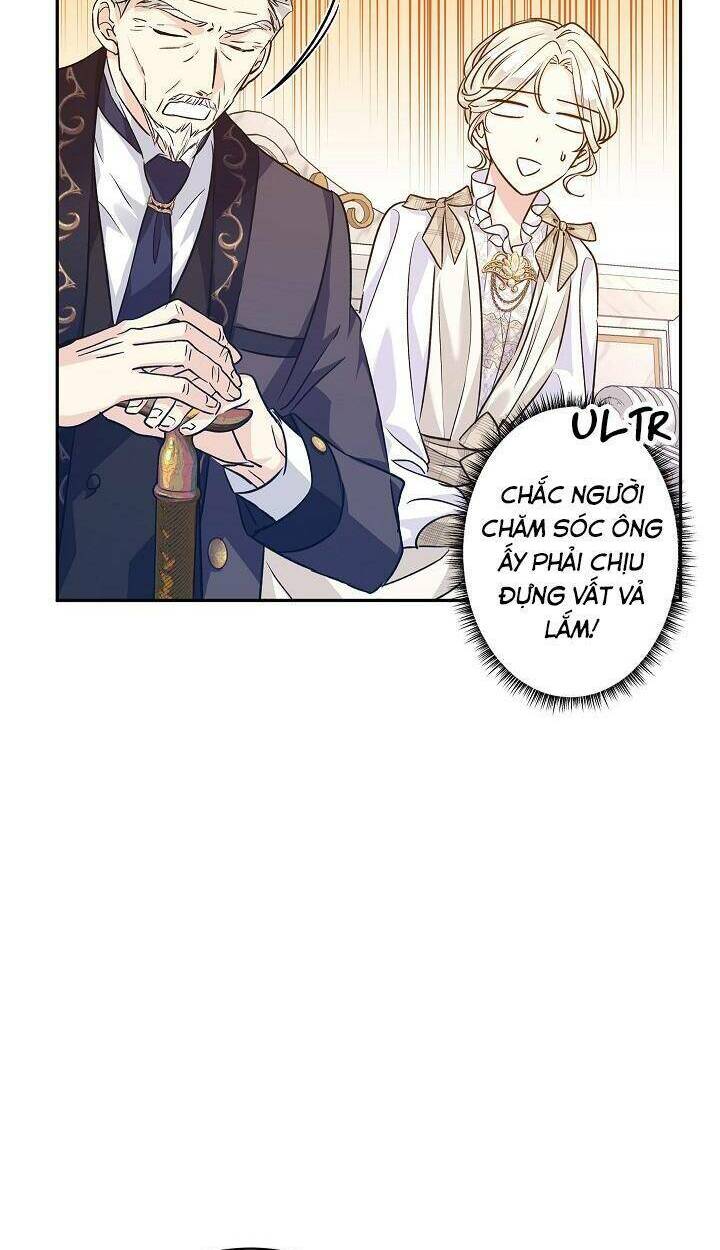 ULTR
CHẮC NGƯỜI
CHĂM SÓC ÔNG
ẤY PHẢI CHỊU
ĐỰNG VẤT VẢ
LẮM!